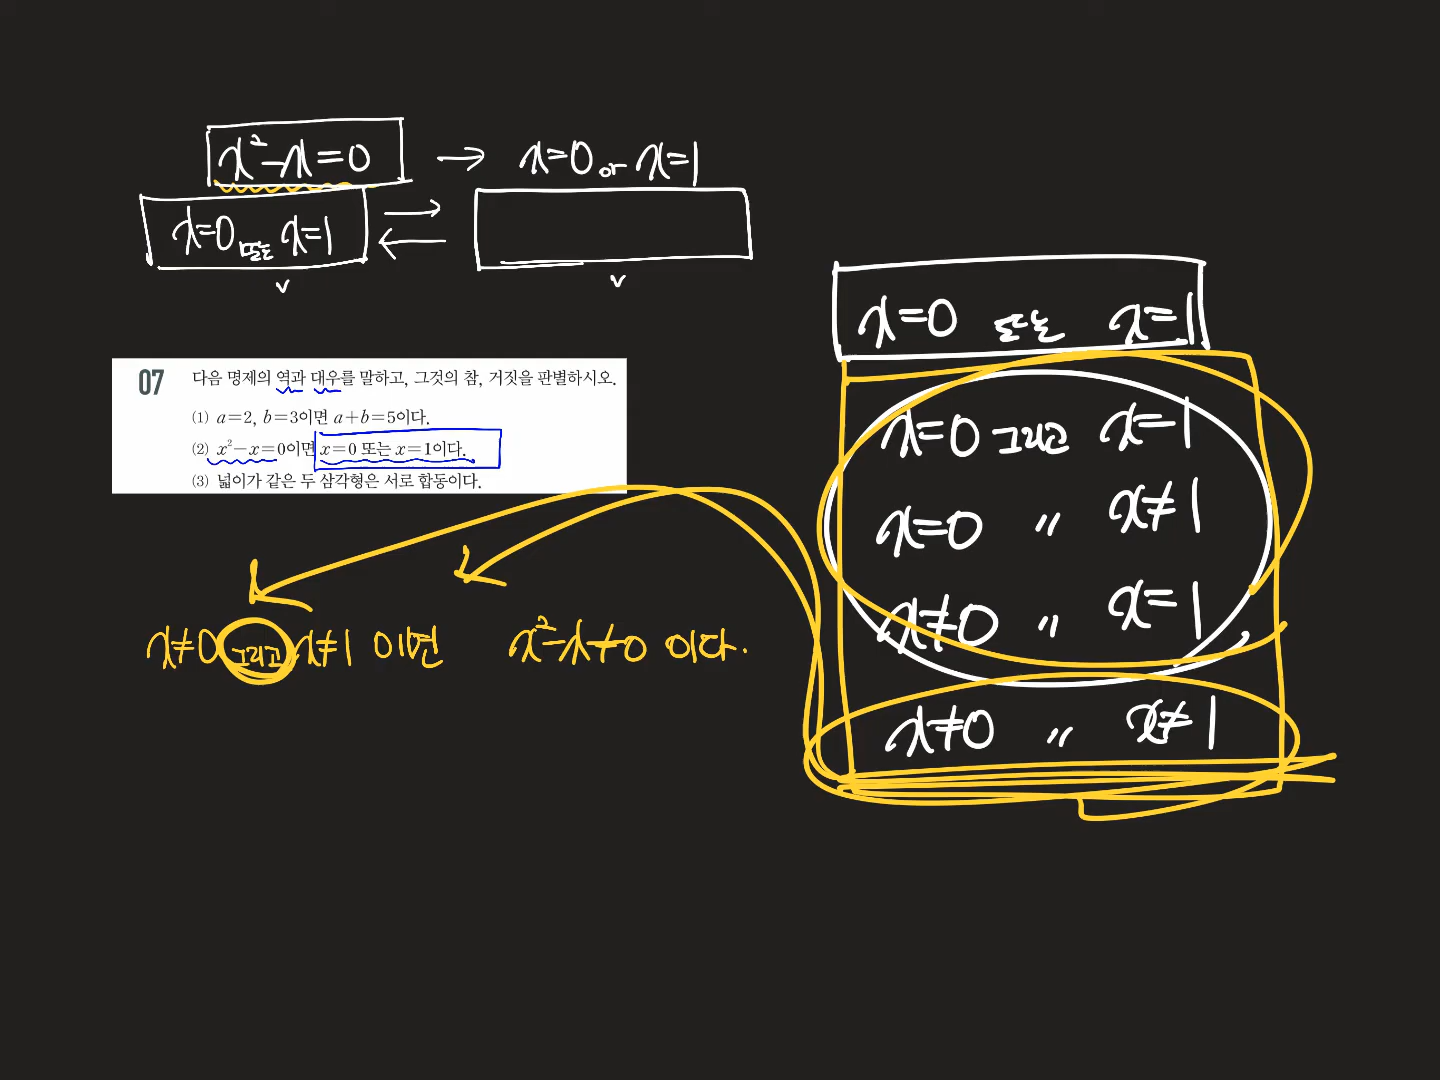 x²-x=0 → x=0 or x=1
x=0 또는 x=1
x=0 또는 x=1
x=0 그리고 x=1
x=0 〃 x≠1
x≠0 〃 x=1
x≠0 〃 x≠1
07 다음 명제의 역과 대우를 말하고, 그것의 참, 거짓을 판별하시오.
(1) a=2, b=3이면 a+b=5이다.
(2) x²-x=0이면 x=0 또는 x=1이다.
(3) 넓이가 같은 두 삼각형은 서로 합동이다.
x≠0 그리고 x≠1 이면 x²-x≠0 이다.